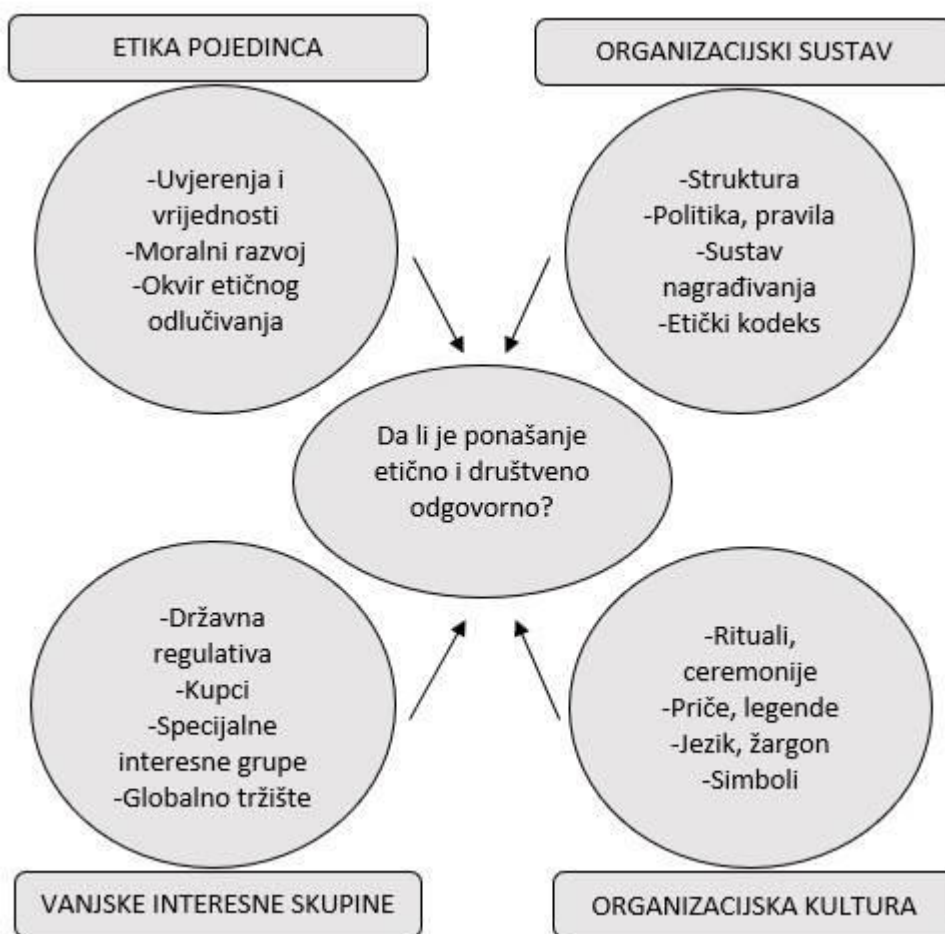 ETIKA POJEDINCA
ORGANIZACIJSKI SUSTAV
-Uvjerenja i
vrijednosti
-Moralni razvoj
-Okvir etičnog
odlučivanja
-Struktura
-Politika, pravila
-Sustav
nagrađivanja
-Etički kodeks
Da li je ponašanje
etično i društveno
odgovorno?
-Državna
regulativa
-Kupci
-Specijalne
interesne grupe
-Globalno tržište
-Rituali,
ceremonije
-Priče, legende
-Jezik, žargon
-Simboli
VANJSKE INTERESNE SKUPINE
ORGANIZACIJSKA KULTURA